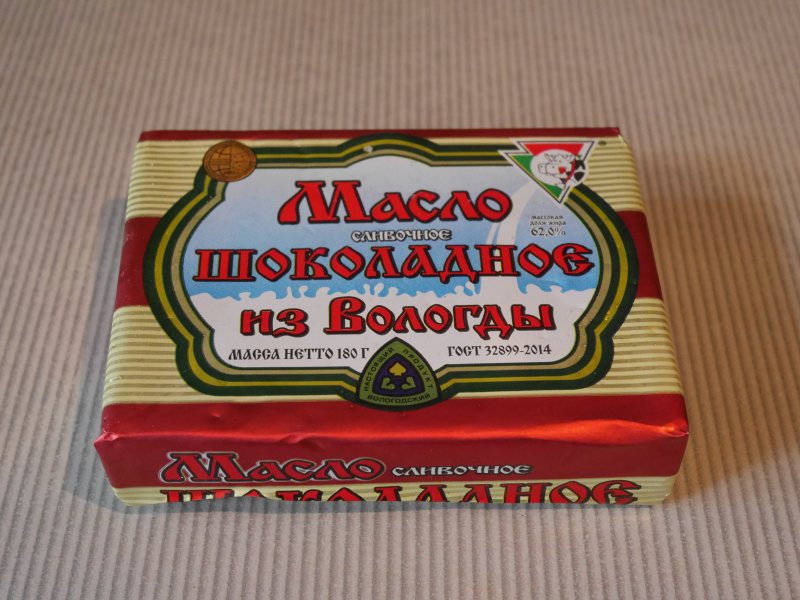 Масло
сливочное
шоколадное
из Вологды
массовая
доля жира
62,0%
МАССА НЕТТО 180 Г
ГОСТ 32899-2014
НАСТОЯЩИЙ ПРОДУКТ
ВОЛОГОДСКИЙ
Масло сливочное
шоколадное